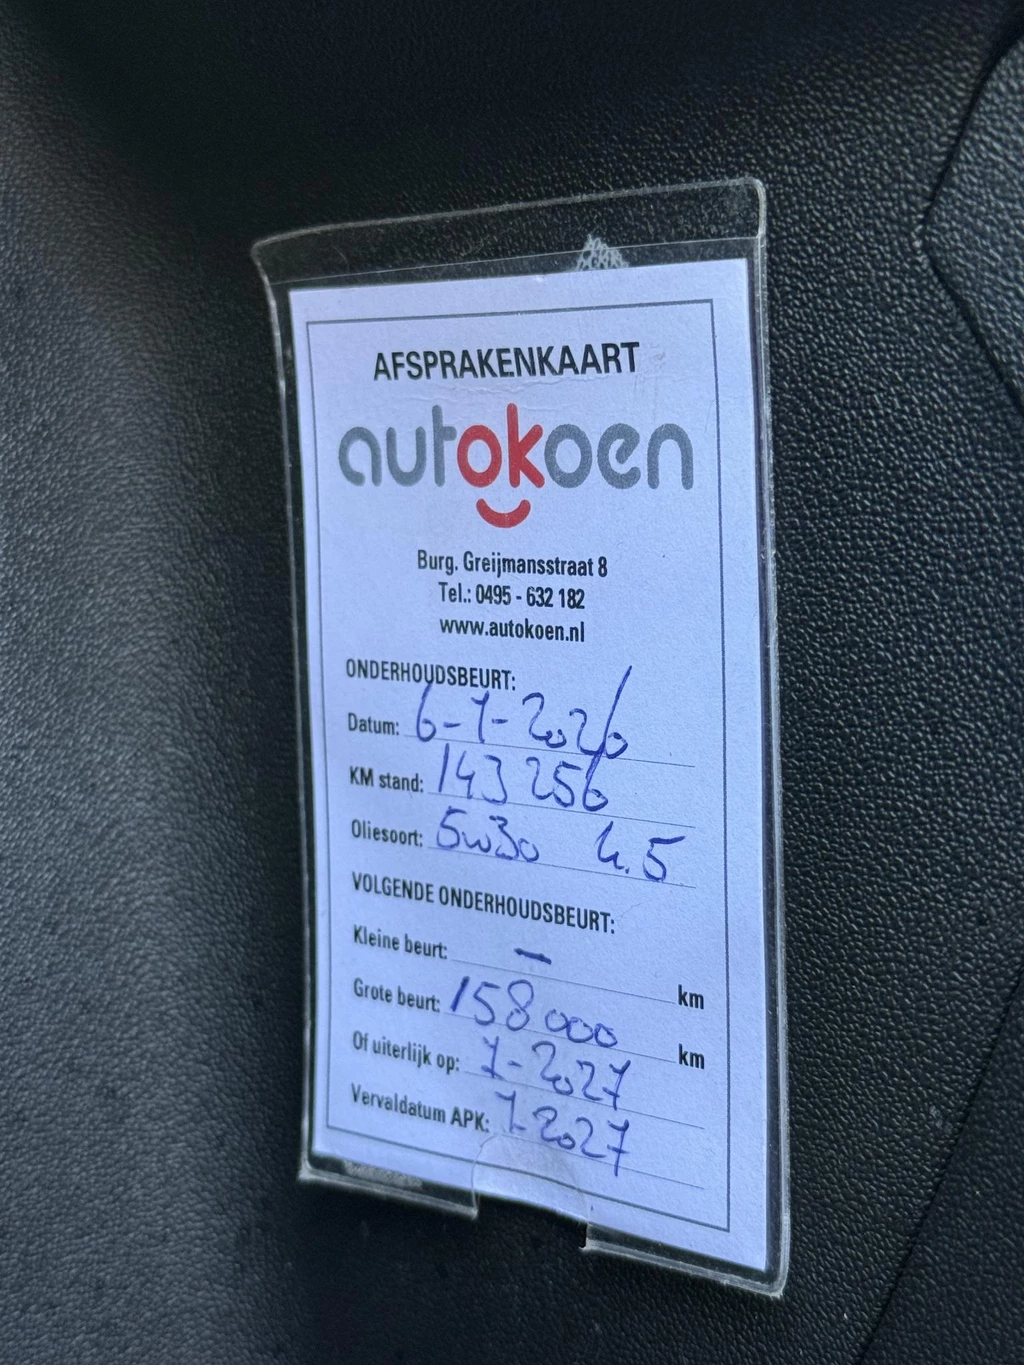 AFSPRAKENKAART
autokoen
Burg. Greijmansstraat 8
Tel.: 0495 - 632 182
www.autokoen.nl
ONDERHOUDSBEURT:
Datum: 6-1-2026
KM stand: 143 256
Oliesoort: 5w30 4.5
VOLGENDE ONDERHOUDSBEURT:
Kleine beurt: — km
Grote beurt: 158 000 km
Of uiterlijk op: 1-2027
Vervaldatum APK: 1-2027